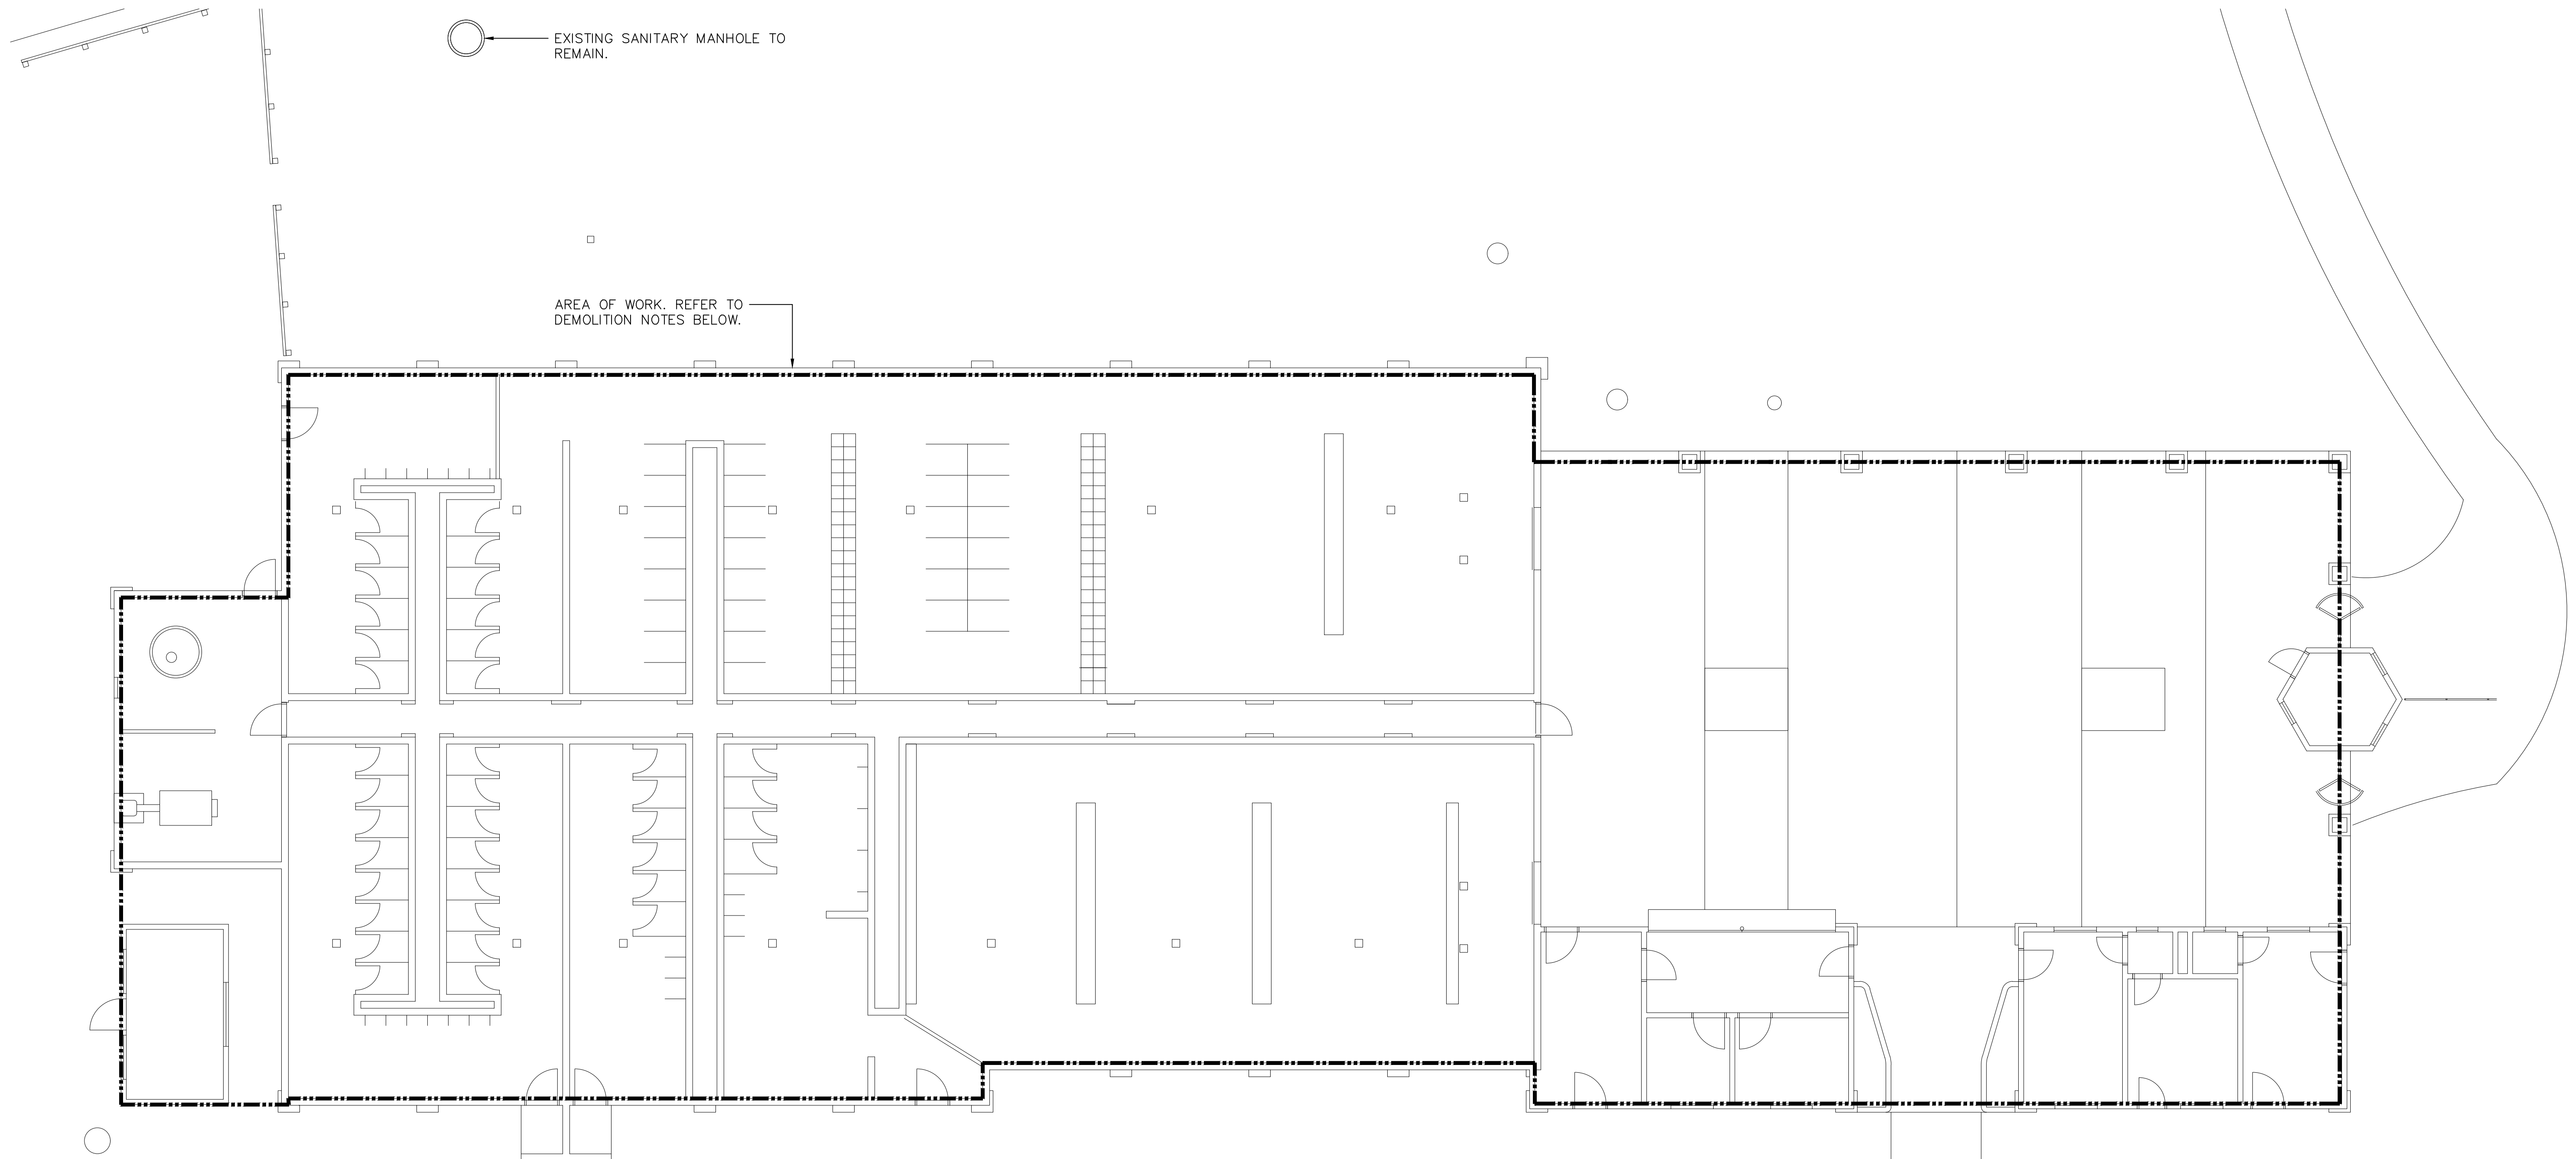 EXISTING SANITARY MANHOLE TO
REMAIN.
AREA OF WORK. REFER TO
DEMOLITION NOTES BELOW.